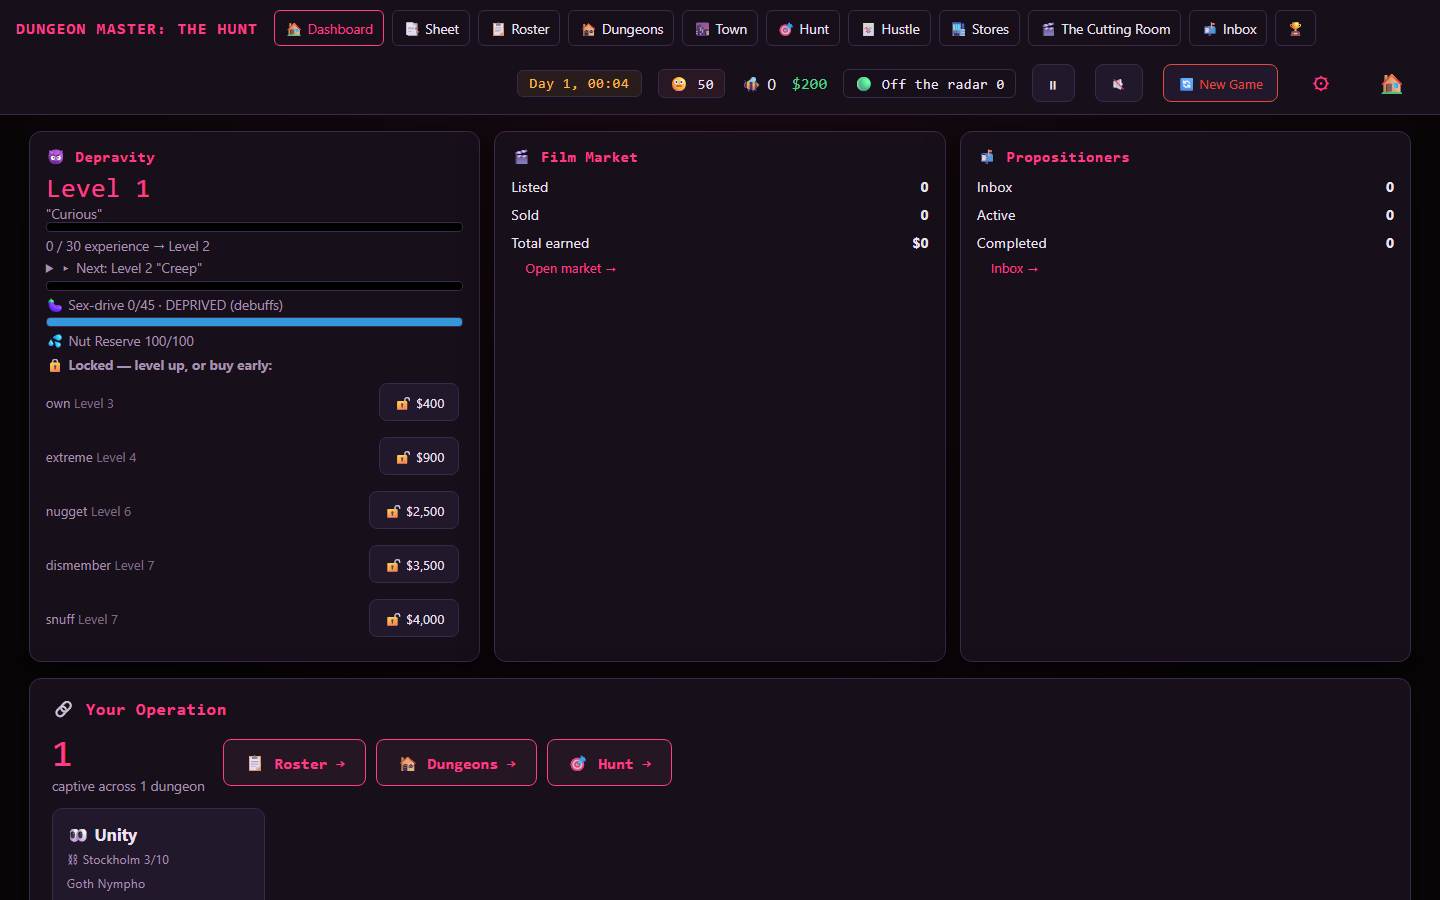 DUNGEON MASTER: THE HUNT
Dashboard
Sheet
Roster
Dungeons
Town
Hunt
Hustle
Stores
The Cutting Room
Inbox
Day 1, 00:04
50
0
$200
Off the radar 0
New Game
Depravity
Level 1
"Curious"
0 / 30 experience → Level 2
Next: Level 2 "Creep"
Sex-drive 0/45 · DEPRIVED (debuffs)
Nut Reserve 100/100
Locked — level up, or buy early:
own Level 3
$400
extreme Level 4
$900
nugget Level 6
$2,500
dismember Level 7
$3,500
snuff Level 7
$4,000
Film Market
Listed 0
Sold 0
Total earned $0
Open market →
Propositioners
Inbox 0
Active 0
Completed 0
Inbox →
Your Operation
1
captive across 1 dungeon
Roster →
Dungeons →
Hunt →
Unity
Stockholm 3/10
Goth Nympho